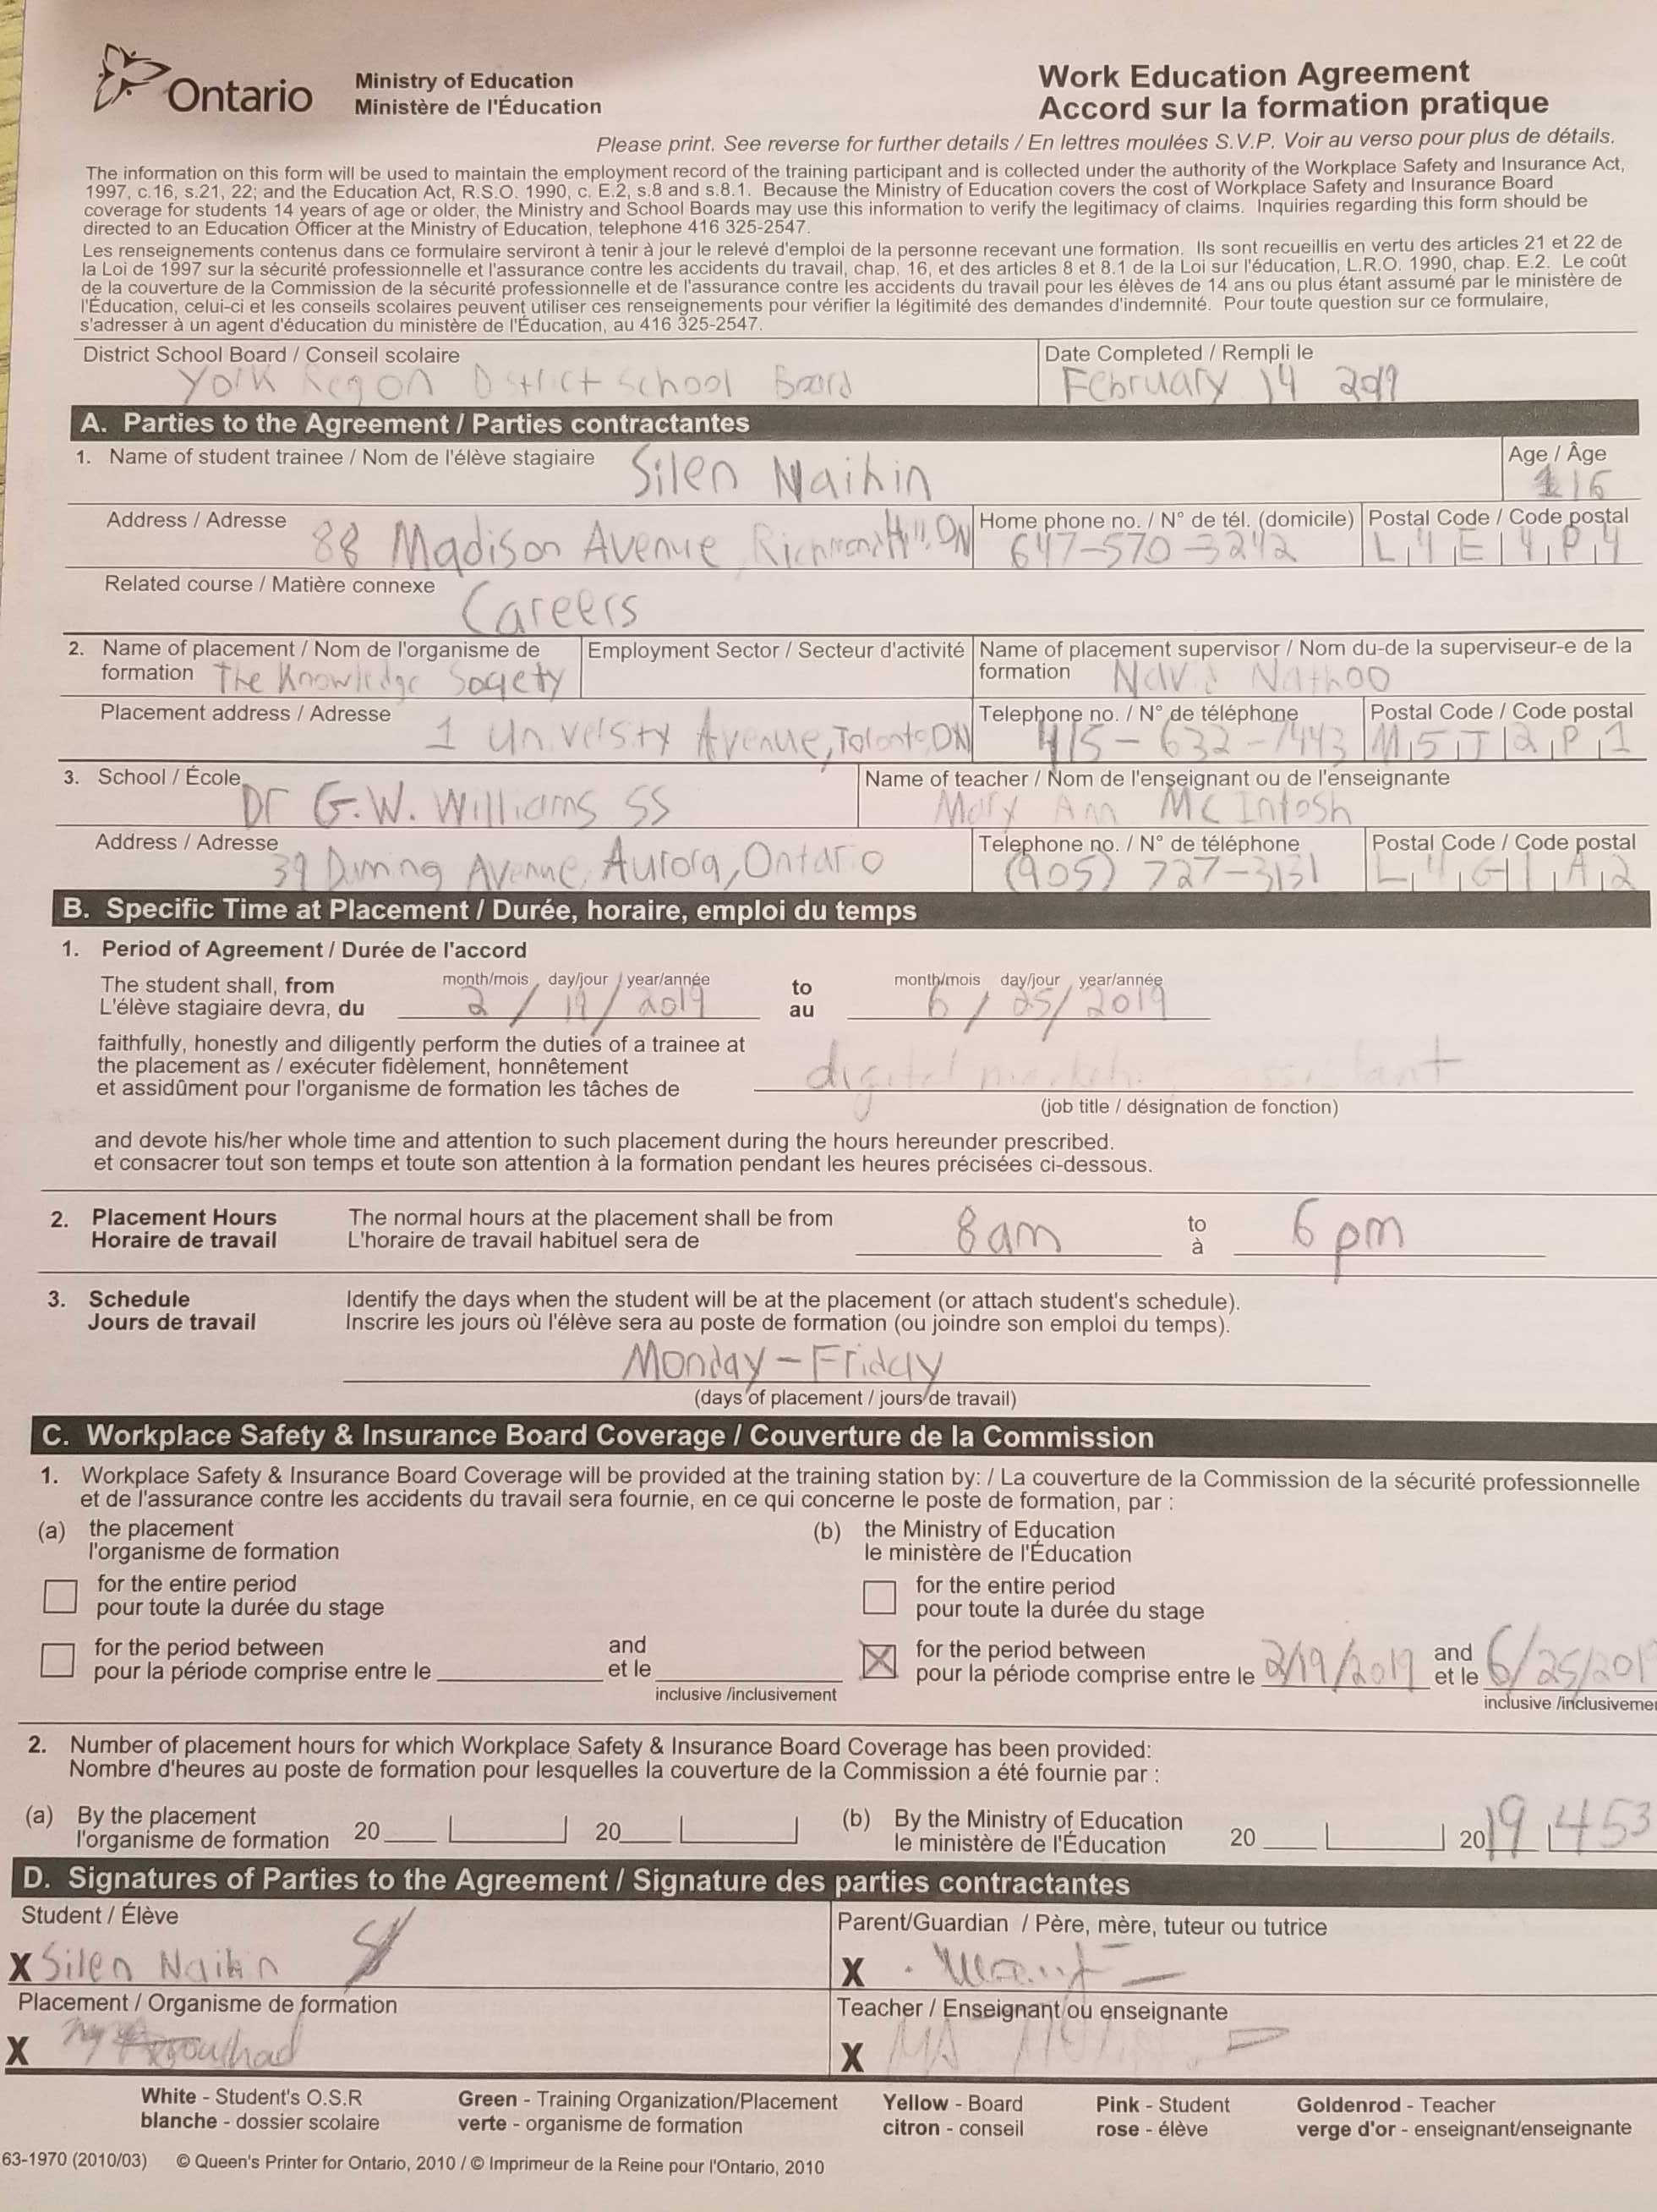 Ontario
Ministry of Education
Ministère de l'Éducation
Work Education Agreement
Accord sur la formation pratique
Please print. See reverse for further details / En lettres moulées S.V.P. Voir au verso pour plus de détails.
The information on this form will be used to maintain the employment record of the training participant and is collected under the authority of the Workplace Safety and Insurance Act,
1997, c.16, s.21, 22; and the Education Act, R.S.O. 1990, c. E.2, s.8 and s.8.1. Because the Ministry of Education covers the cost of Workplace Safety and Insurance Board
coverage for students 14 years of age or older, the Ministry and School Boards may use this information to verify the legitimacy of claims. Inquiries regarding this form should be
directed to an Education Officer at the Ministry of Education, telephone 416 325-2547.
Les renseignements contenus dans ce formulaire serviront à tenir à jour le relevé d'emploi de la personne recevant une formation. Ils sont recueillis en vertu des articles 21 et 22 de
la Loi de 1997 sur la sécurité professionnelle et l'assurance contre les accidents du travail, chap. 16, et des articles 8 et 8.1 de la Loi sur l'éducation, L.R.O. 1990, chap. E.2. Le coût
de la couverture de la Commission de la sécurité professionnelle et de l'assurance contre les accidents du travail pour les élèves de 14 ans ou plus étant assumé par le ministère de
l'Éducation, celui-ci et les conseils scolaires peuvent utiliser ces renseignements pour vérifier la légitimité des demandes d'indemnité. Pour toute question sur ce formulaire,
s'adresser à un agent d'éducation du ministère de l'Éducation, au 416 325-2547.
District School Board / Conseil scolaire
York Region District School Board
Date Completed / Rempli le
February 14 2019
A. Parties to the Agreement / Parties contractantes
1. Name of student trainee / Nom de l'élève stagiaire Silen Naihin
Age / Âge
16
Address / Adresse 88 Madison Avenue, Richmond Hill, ON
Home phone no. / N° de tél. (domicile)
647-570-3242
Postal Code / Code postal
L4E 4P4
Related course / Matière connexe Careers
2. Name of placement / Nom de l'organisme de
formation The Knowledge Society
Employment Sector / Secteur d'activité
Name of placement supervisor / Nom du-de la superviseur-e de la
formation Navid Nathoo
Placement address / Adresse 1 University Avenue, Toronto, ON
Telephone no. / N° de téléphone
415-632-7443
Postal Code / Code postal
M5J 2P1
3. School / École Dr G.W. Williams SS
Name of teacher / Nom de l'enseignant ou de l'enseignante
Mary Ann McIntosh
Address / Adresse 39 Dunning Avenue, Aurora, Ontario
Telephone no. / N° de téléphone
(905) 727-3131
Postal Code / Code postal
L4G 1A2
B. Specific Time at Placement / Durée, horaire, emploi du temps
1. Period of Agreement / Durée de l'accord
The student shall, from
L'élève stagiaire devra, du
month/mois day/jour year/année
2 / 19 / 2019
to
au
month/mois day/jour year/année
6 / 25 / 2019
faithfully, honestly and diligently perform the duties of a trainee at
the placement as / exécuter fidèlement, honnêtement
et assidûment pour l'organisme de formation les tâches de
digital marketing assistant
(job title / désignation de fonction)
and devote his/her whole time and attention to such placement during the hours hereunder prescribed.
et consacrer tout son temps et toute son attention à la formation pendant les heures précisées ci-dessous.
2. Placement Hours
Horaire de travail
The normal hours at the placement shall be from
L'horaire de travail habituel sera de
8am
to
à
6pm
3. Schedule
Jours de travail
Identify the days when the student will be at the placement (or attach student's schedule).
Inscrire les jours où l'élève sera au poste de formation (ou joindre son emploi du temps).
Monday - Friday
(days of placement / jours de travail)
C. Workplace Safety & Insurance Board Coverage / Couverture de la Commission
1. Workplace Safety & Insurance Board Coverage will be provided at the training station by: / La couverture de la Commission de la sécurité professionnelle
et de l'assurance contre les accidents du travail sera fournie, en ce qui concerne le poste de formation, par :
(a) the placement
l'organisme de formation
for the entire period
pour toute la durée du stage
for the period between
pour la période comprise entre le
and
et le
inclusive /inclusivement
(b) the Ministry of Education
le ministère de l'Éducation
for the entire period
pour toute la durée du stage
for the period between
pour la période comprise entre le 2/19/2019
and
et le 6/25/201
inclusive /inclusiveme
2. Number of placement hours for which Workplace Safety & Insurance Board Coverage has been provided:
Nombre d'heures au poste de formation pour lesquelles la couverture de la Commission a été fournie par :
(a) By the placement
l'organisme de formation
20 20
(b) By the Ministry of Education
le ministère de l'Éducation
20 2019 453
D. Signatures of Parties to the Agreement / Signature des parties contractantes
Student / Élève
X Silen Naihin
Parent/Guardian / Père, mère, tuteur ou tutrice
X
Placement / Organisme de formation
X
Teacher / Enseignant ou enseignante
X
White - Student's O.S.R
blanche - dossier scolaire
Green - Training Organization/Placement
verte - organisme de formation
Yellow - Board
citron - conseil
Pink - Student
rose - élève
Goldenrod - Teacher
verge d'or - enseignant/enseignante
63-1970 (2010/03) © Queen's Printer for Ontario, 2010 / © Imprimeur de la Reine pour l'Ontario, 2010